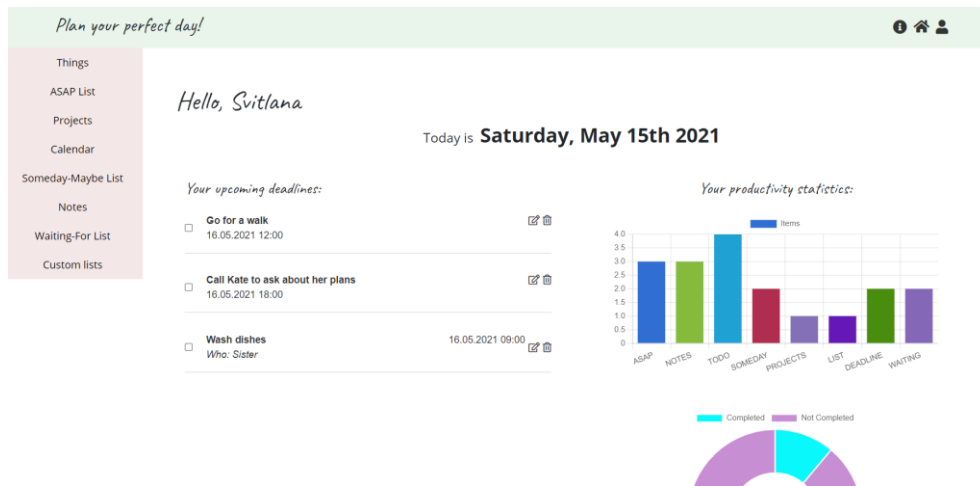 Plan your perfect day!
Things
ASAP List
Projects
Calendar
Someday-Maybe List
Notes
Waiting-For List
Custom lists
Hello, Svitlana
Today is Saturday, May 15th 2021
Your upcoming deadlines:
Go for a walk
16.05.2021 12:00
Call Kate to ask about her plans
16.05.2021 18:00
Wash dishes
Who: Sister
16.05.2021 09:00
Your productivity statistics:
Items
4.0
3.5
3.0
2.5
2.0
1.5
1.0
0.5
0
ASAP
NOTES
TODO
SOMEDAY
PROJECTS
LIST
DEADLINE
WAITING
Completed
Not Completed